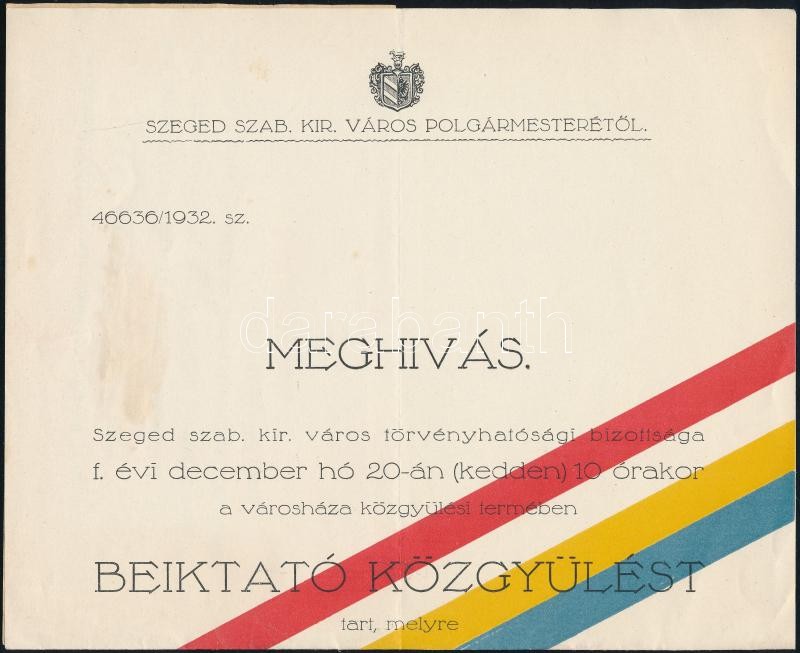 SZEGED SZAB. KIR. VÁROS POLGÁRMESTERÉTŐL.
46636/1932. sz.
darabanth
MEGHIVÁS.
Szeged szab. kir. város törvényhatósági bizottsága
f. évi december hó 20-án (kedden) 10 órakor
a városháza közgyülési termében
BEIKTATÓ KÖZGYÜLÉST
tart, melyre